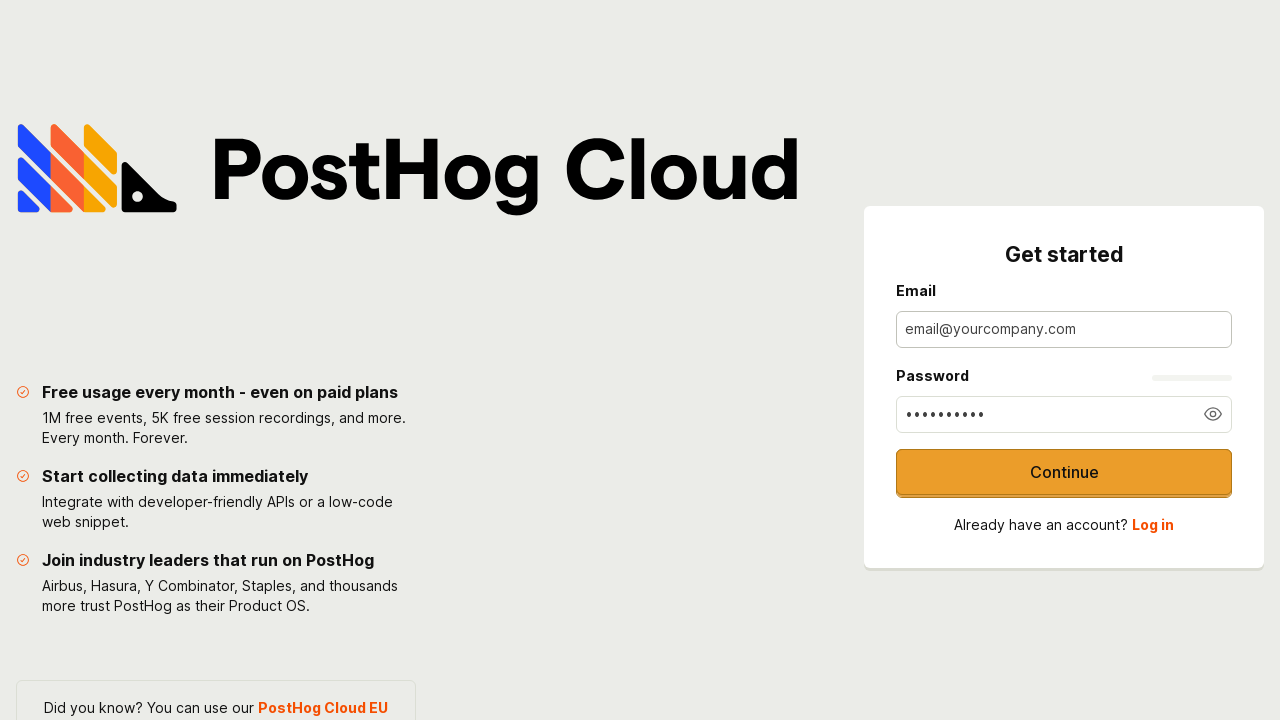 PostHog Cloud
Free usage every month - even on paid plans
1M free events, 5K free session recordings, and more.
Every month. Forever.
Start collecting data immediately
Integrate with developer-friendly APIs or a low-code
web snippet.
Join industry leaders that run on PostHog
Airbus, Hasura, Y Combinator, Staples, and thousands
more trust PostHog as their Product OS.
Did you know? You can use our PostHog Cloud EU
Get started
Email
email@yourcompany.com
Password
••••••••••
Continue
Already have an account? Log in